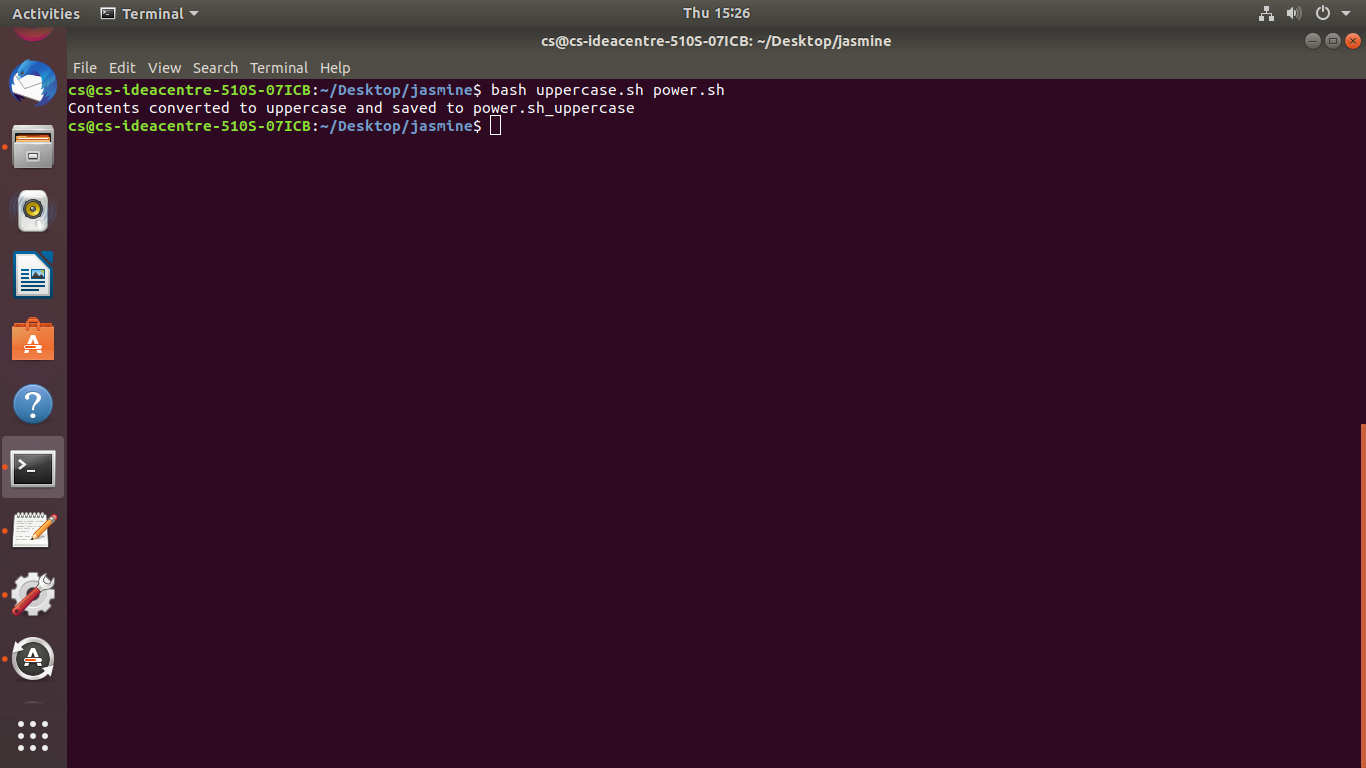 Activities Terminal Thu 15:26
cs@cs-ideacentre-510S-07ICB: ~/Desktop/jasmine
File Edit View Search Terminal Help
cs@cs-ideacentre-510S-07ICB:~/Desktop/jasmine$ bash uppercase.sh power.sh
Contents converted to uppercase and saved to power.sh_uppercase
cs@cs-ideacentre-510S-07ICB:~/Desktop/jasmine$